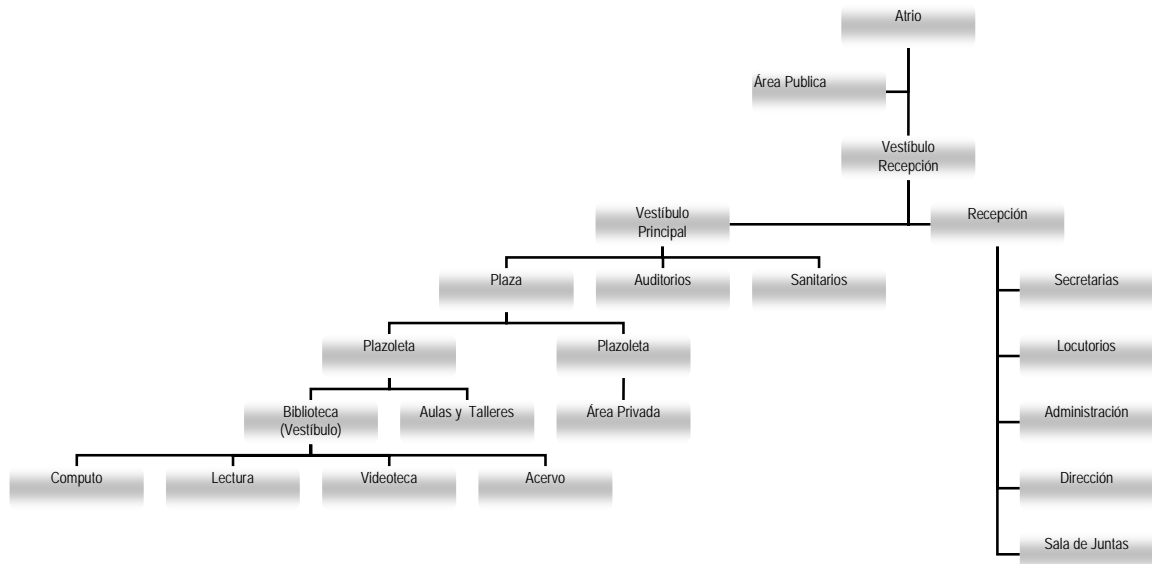 Atrio
Área Publica
Vestíbulo
Recepción
Vestíbulo
Principal
Recepción
Plaza
Auditorios
Sanitarios
Secretarias
Plazoleta
Plazoleta
Locutorios
Biblioteca
(Vestíbulo)
Aulas y Talleres
Área Privada
Administración
Computo
Lectura
Videoteca
Acervo
Dirección
Sala de Juntas